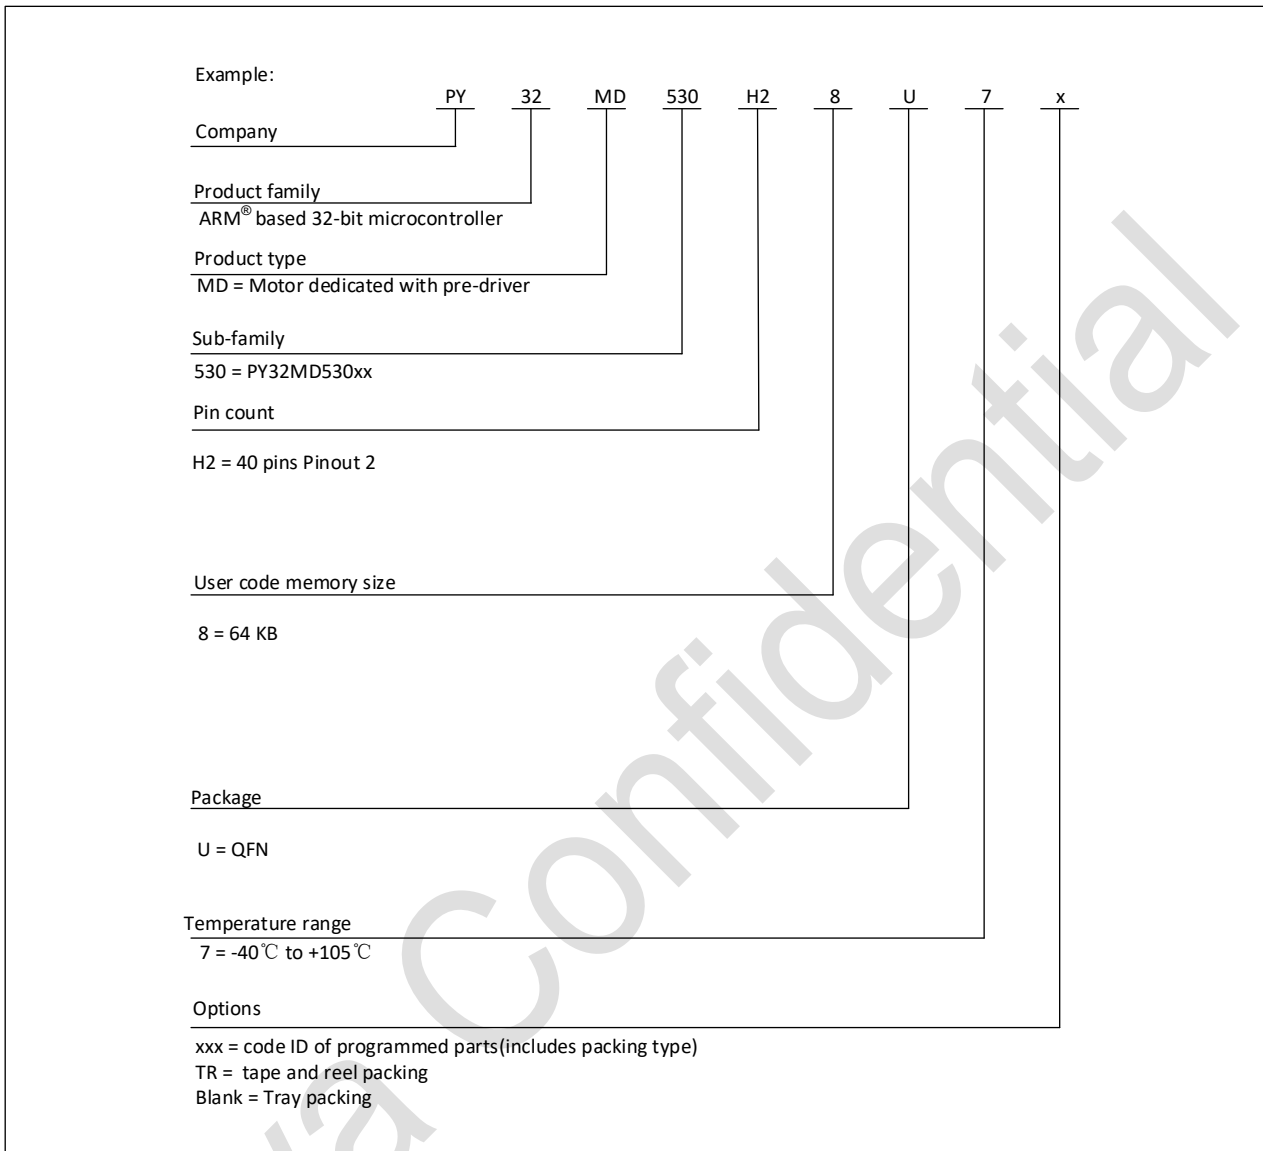 Example:
PY 32 MD 530 H2 8 U 7 x
Company
Product family
ARM® based 32-bit microcontroller
Product type
MD = Motor dedicated with pre-driver
Sub-family
530 = PY32MD530xx
Pin count
H2 = 40 pins Pinout 2
User code memory size
8 = 64 KB
Package
U = QFN
Temperature range
7 = -40℃ to +105℃
Options
xxx = code ID of programmed parts(includes packing type)
TR = tape and reel packing
Blank = Tray packing
ya Confidential